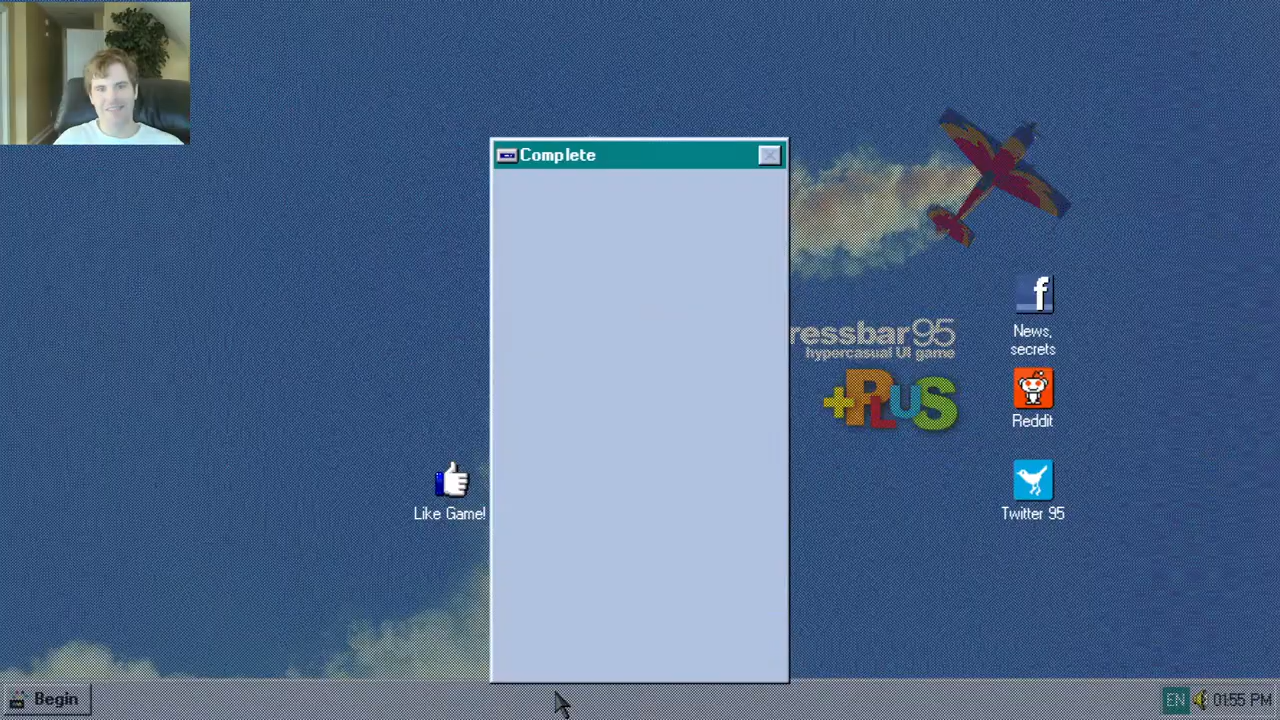 Complete
News,
secrets
ressbar95
hypercasual UI game
+PLUS
Reddit
Like Game!
Twitter 95
Begin
EN
01:55 PM